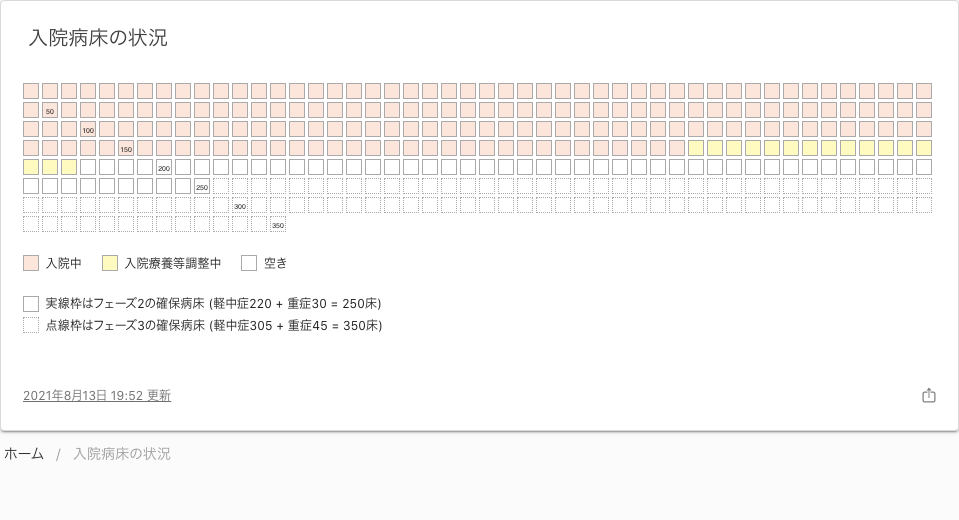 入院病床の状況
50
100
150
200
250
300
350
入院中 入院療養等調整中 空き
実線枠はフェーズ2の確保病床 (軽中症220 + 重症30 = 250床)
点線枠はフェーズ3の確保病床 (軽中症305 + 重症45 = 350床)
2021年8月13日 19:52 更新
ホーム / 入院病床の状況